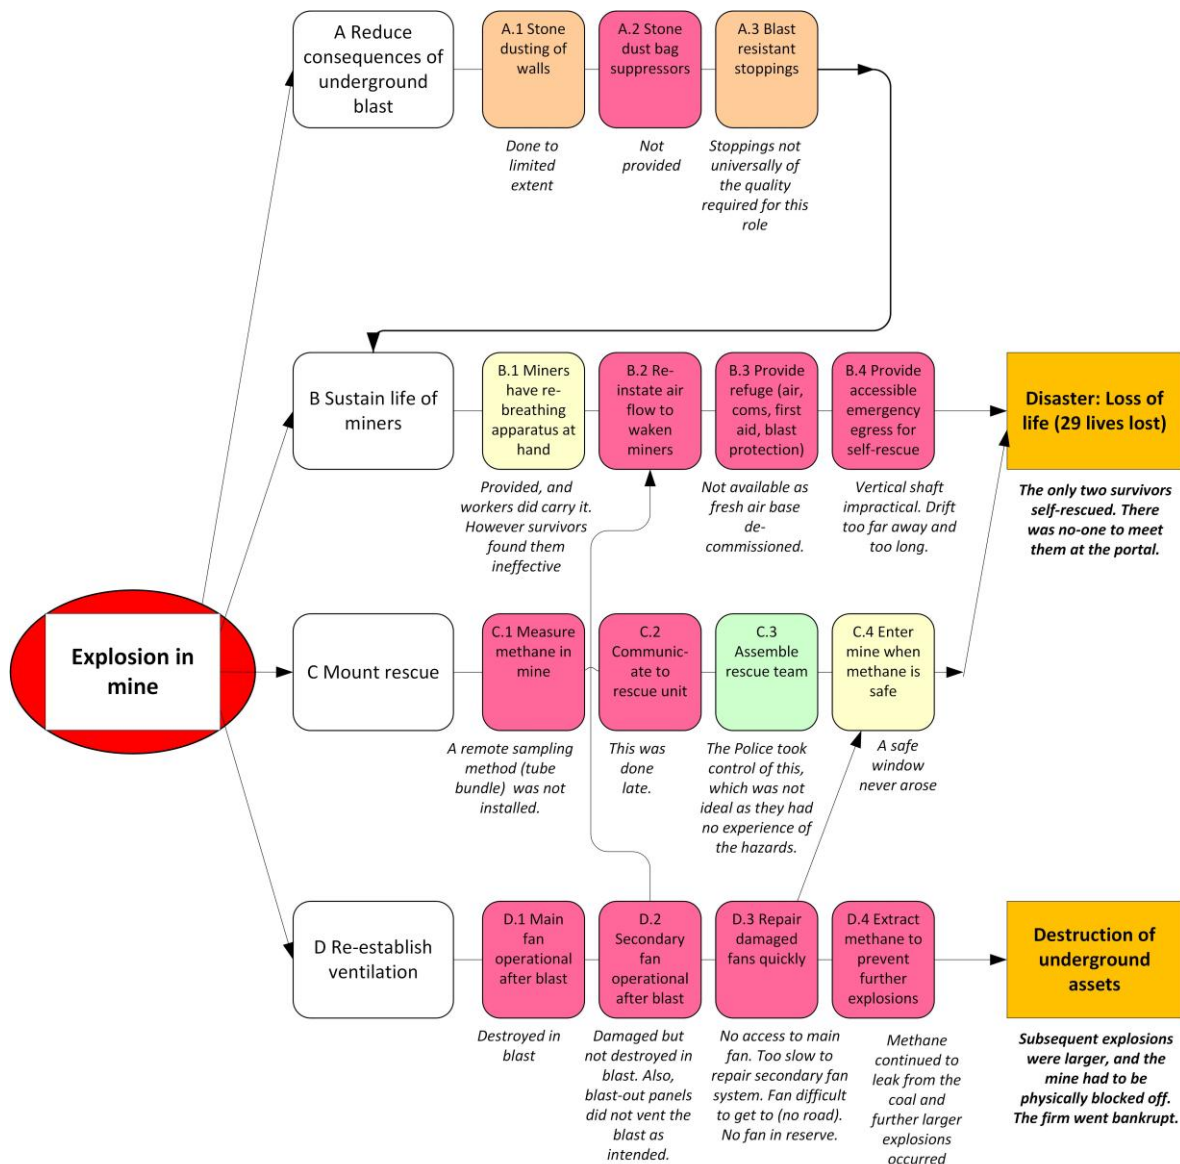 A Reduce
consequences of
underground
blast
A.1 Stone
dusting of
walls
A.2 Stone
dust bag
suppressors
A.3 Blast
resistant
stoppings
Done to
limited
extent
Not
provided
Stoppings not
universally of
the quality
required for this
role
B Sustain life of
miners
B.1 Miners
have re-
breathing
apparatus at
hand
B.2 Re-
instate air
flow to
waken
miners
B.3 Provide
refuge (air,
coms, first
aid, blast
protection)
B.4 Provide
accessible
emergency
egress for
self-rescue
Disaster: Loss of
life (29 lives lost)
Provided, and
workers did carry it.
However survivors
found them
ineffective
Not available as
fresh air base
de-
commissioned.
Vertical shaft
impractical. Drift
too far away and
too long.
The only two survivors
self-rescued. There
was no-one to meet
them at the portal.
Explosion in
mine
C Mount rescue
C.1 Measure
methane in
mine
C.2
Communic-
ate to
rescue unit
C.3
Assemble
rescue team
C.4 Enter
mine when
methane is
safe
A remote sampling
method (tube
bundle) was not
installed.
This was
done
late.
The Police took
control of this,
which was not
ideal as they had
no experience of
the hazards.
A safe
window
never arose
D Re-establish
ventilation
D.1 Main
fan
operational
after blast
D.2
Secondary
fan
operational
after blast
D.3 Repair
damaged
fans quickly
D.4 Extract
methane to
prevent
further
explosions
Destruction of
underground
assets
Destroyed in
blast
Damaged but
not destroyed in
blast. Also,
blast-out panels
did not vent the
blast as
intended.
No access to main
fan. Too slow to
repair secondary fan
system. Fan difficult
to get to (no road).
No fan in reserve.
Methane
continued to
leak from the
coal and
further larger
explosions
occurred
Subsequent explosions
were larger, and the
mine had to be
physically blocked off.
The firm went bankrupt.